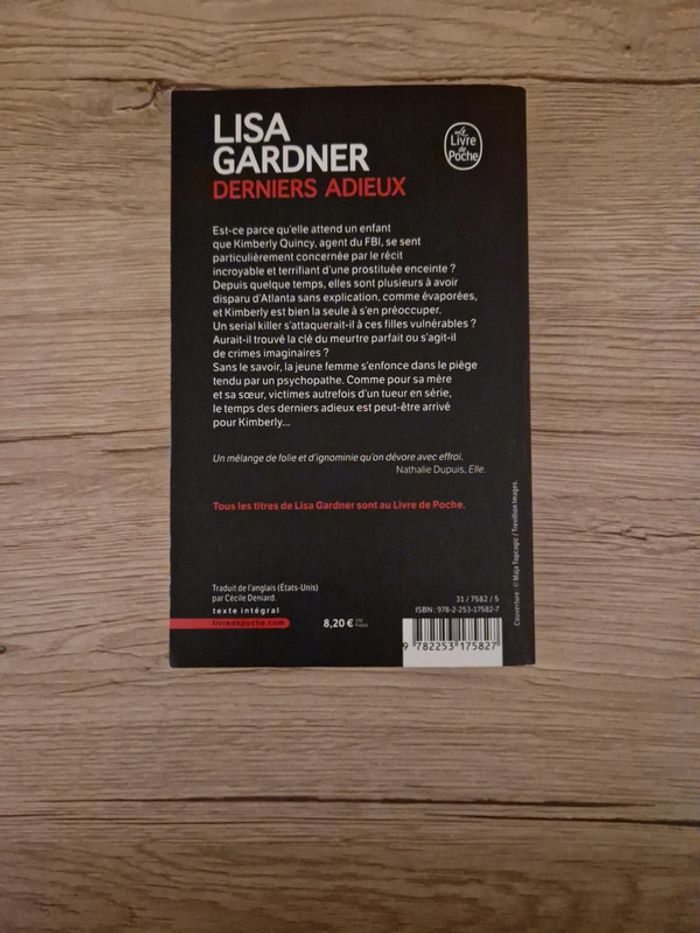 LISA
GARDNER
DERNIERS ADIEUX
Le
Livre
de
Poche
Est-ce parce qu'elle attend un enfant
que Kimberly Quincy, agent du FBI, se sent
particulièrement concernée par le récit
incroyable et terrifiant d'une prostituée enceinte ?
Depuis quelque temps, elles sont plusieurs à avoir
disparu d'Atlanta sans explication, comme évaporées,
et Kimberly est bien la seule à s'en préoccuper.
Un serial killer s'attaquerait-il à ces filles vulnérables ?
Aurait-il trouvé la clé du meurtre parfait ou s'agit-il
de crimes imaginaires ?
Sans le savoir, la jeune femme s'enfonce dans le piège
tendu par un psychopathe. Comme pour sa mère
et sa sœur, victimes autrefois d'un tueur en série,
le temps des derniers adieux est peut-être arrivé
pour Kimberly...
Un mélange de folie et d'ignominie qu'on dévore avec effroi.
Nathalie Dupuis, Elle.
Tous les titres de Lisa Gardner sont au Livre de Poche.
Couverture : © Maja Topcagic / Trevillion Images.
Traduit de l'anglais (États-Unis)
par Cécile Deniard.
texte intégral
livredepoche.com
8,20 €
31 / 7582 / 5
ISBN : 978-2-253-17582-7
9 782253 175827